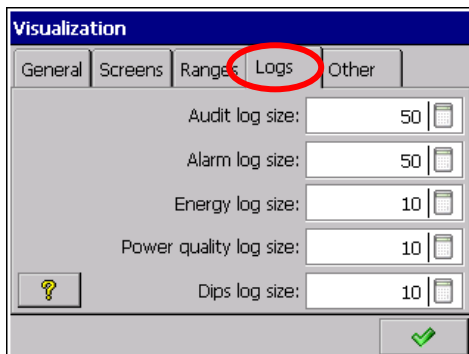 Visualization
General Screens Ranges Logs Other
Audit log size: 50
Alarm log size: 50
Energy log size: 10
Power quality log size: 10
? Dips log size: 10